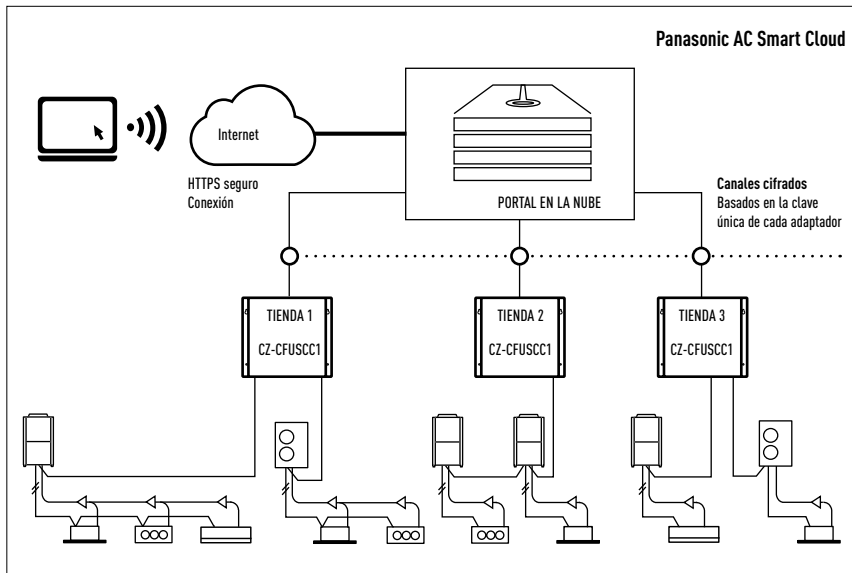 Panasonic AC Smart Cloud
Internet
HTTPS seguro
Conexión
PORTAL EN LA NUBE
Canales cifrados
Basados en la clave
única de cada adaptador
TIENDA 1
CZ-CFUSCC1
TIENDA 2
CZ-CFUSCC1
TIENDA 3
CZ-CFUSCC1